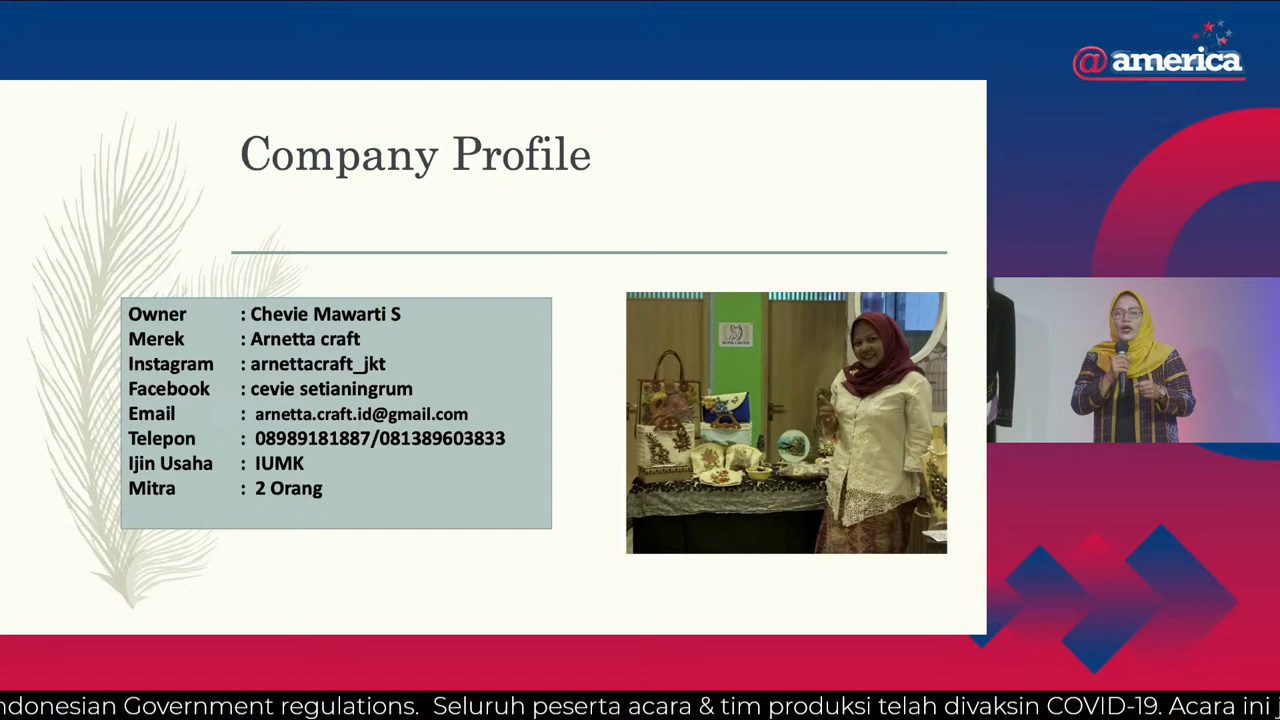 @america
Company Profile
Owner : Chevie Mawarti S
Merek : Arnetta craft
Instagram : arnettacraft_jkt
Facebook : cevie setianingrum
Email : arnetta.craft.id@gmail.com
Telepon : 08989181887/081389603833
Ijin Usaha : IUMK
Mitra : 2 Orang
ndonesian Government regulations. Seluruh peserta acara & tim produksi telah divaksin COVID-19. Acara ini